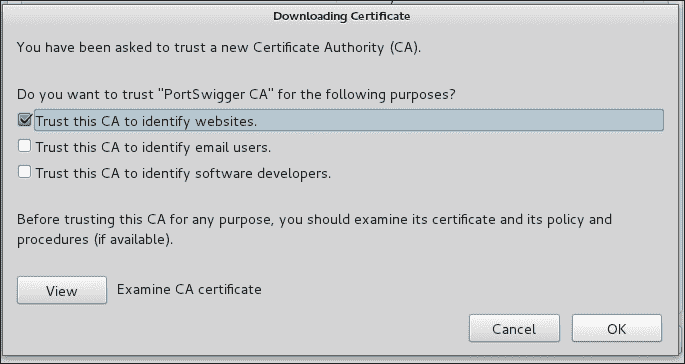 Downloading Certificate
You have been asked to trust a new Certificate Authority (CA).
Do you want to trust "PortSwigger CA" for the following purposes?
Trust this CA to identify websites.
Trust this CA to identify email users.
Trust this CA to identify software developers.
Before trusting this CA for any purpose, you should examine its certificate and its policy and
procedures (if available).
View Examine CA certificate
Cancel OK